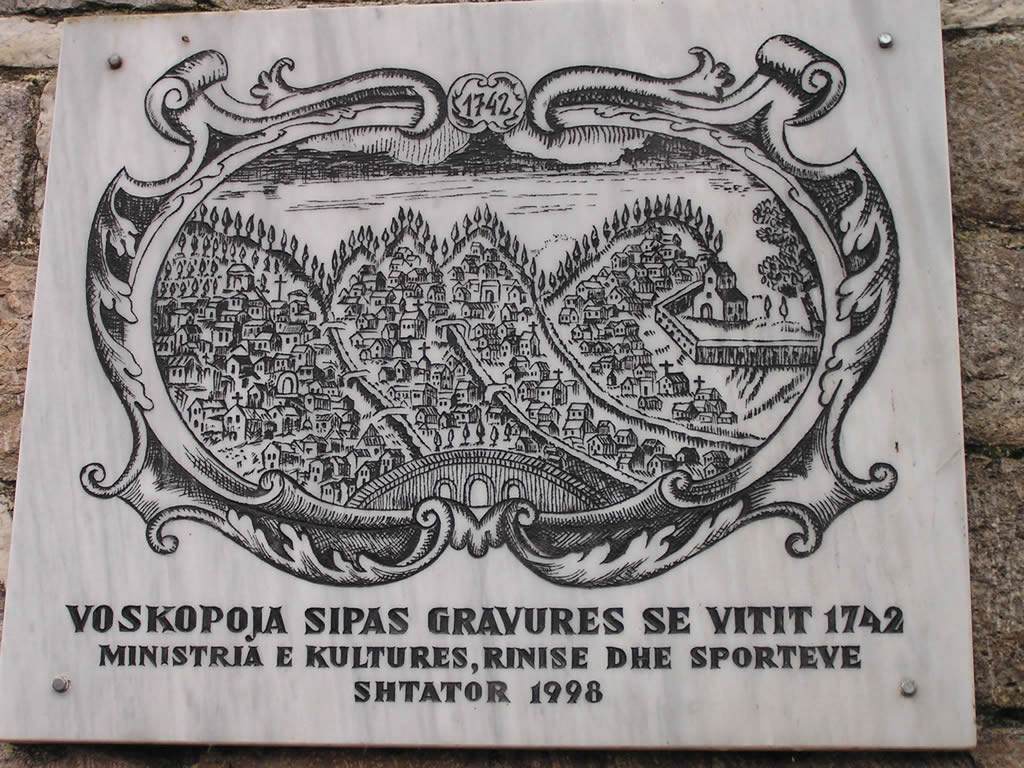 1742
VOSKOPOJA SIPAS GRAVURES SE VITIT 1742
MINISTRIA E KULTURES, RINISE DHE SPORTEVE
SHTATOR 1998